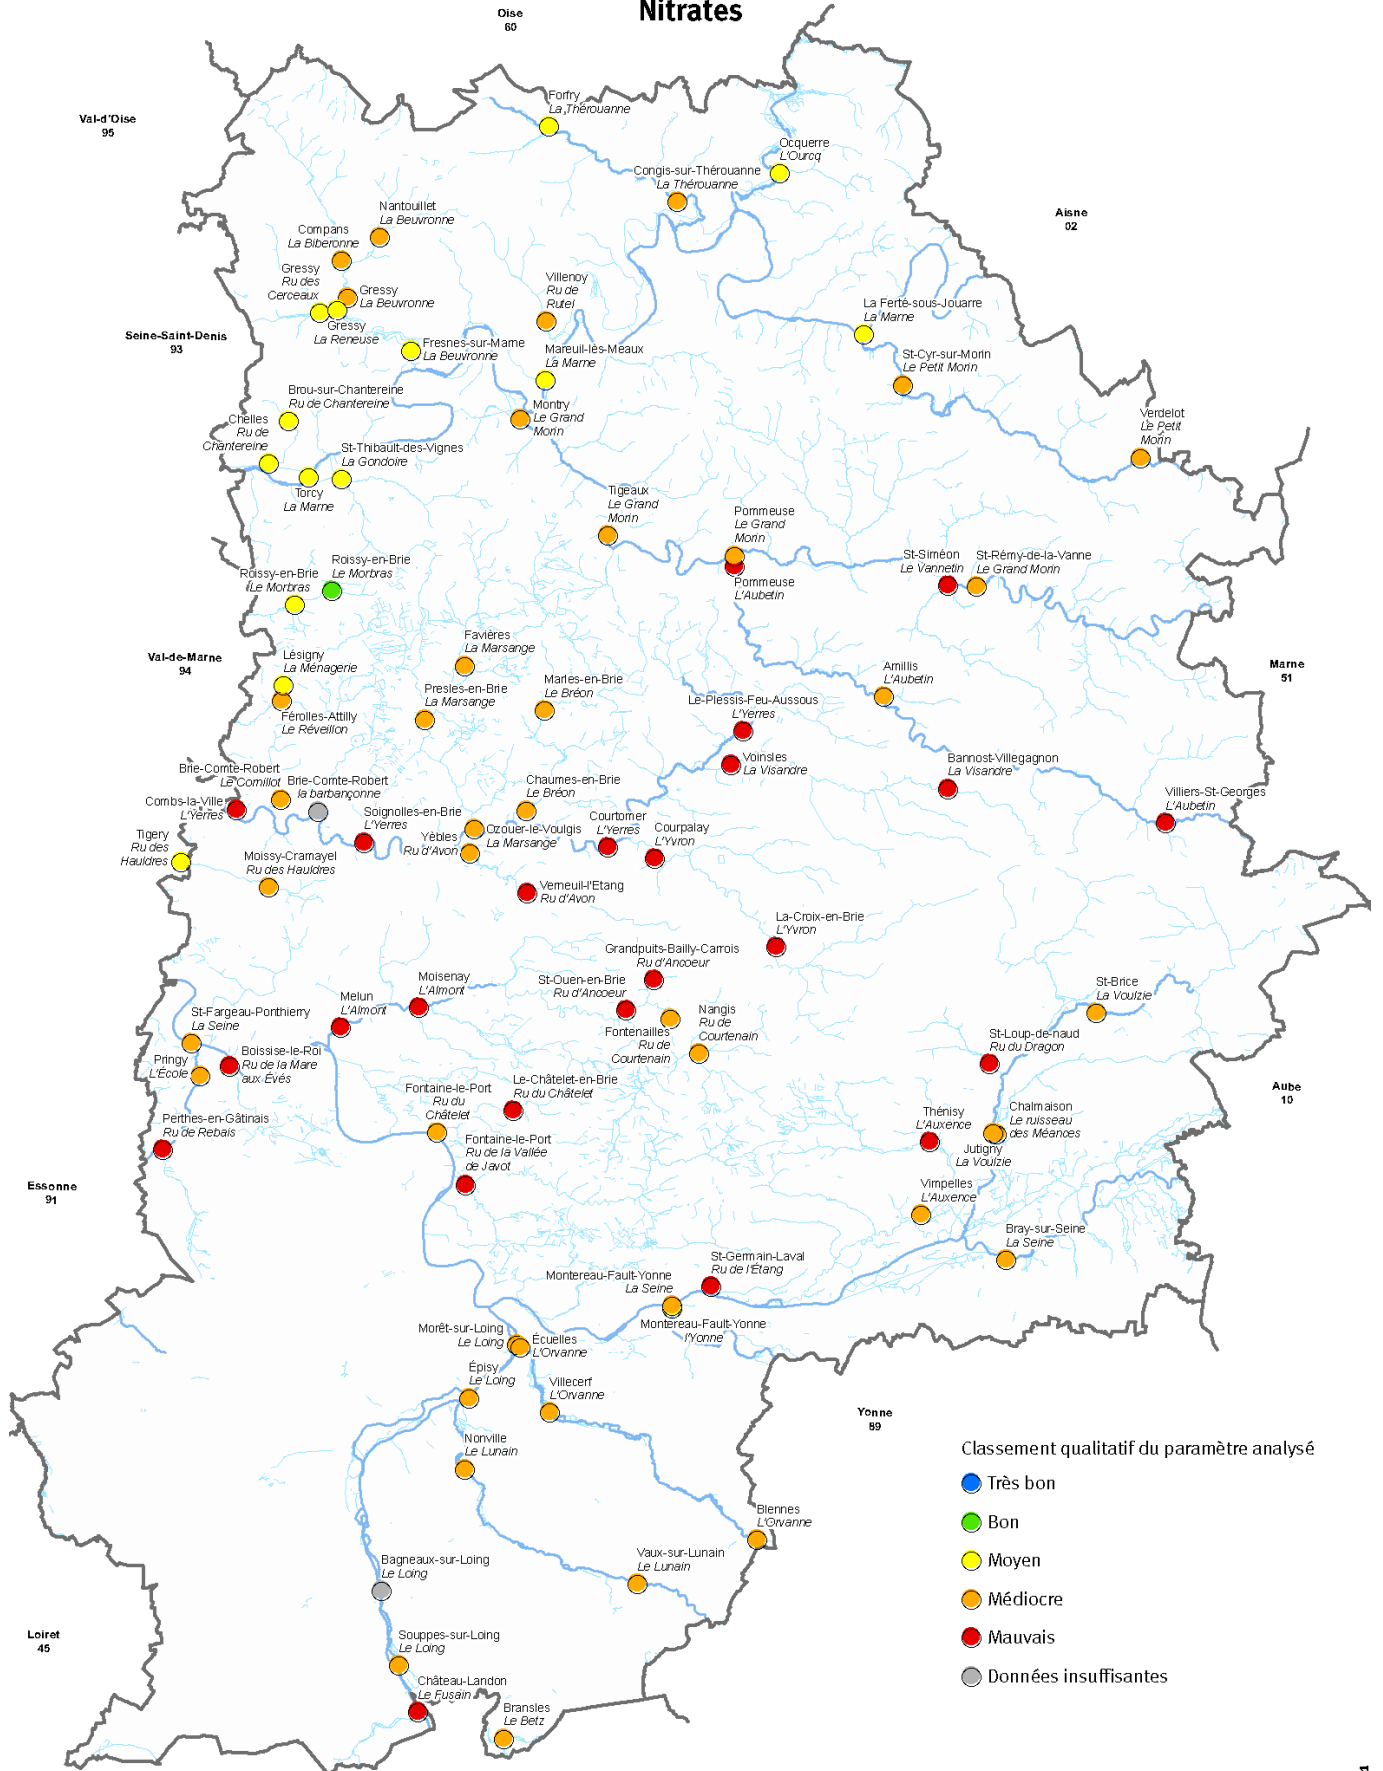 Nitrates
Oise
60
Val-d'Oise
95
Forfry
La Thérouanne
Ocquerre
L'Ourcq
Congis-sur-Thérouanne
La Thérouanne
Aisne
02
Nantouillet
La Beuvronne
Compans
La Biberonne
Gressy
Ru des
Cerceaux
Gressy
La Beuvronne
Gressy
La Reneuse
Villenoy
Ru de
Rutel
La Ferté-sous-Jouarre
La Marne
Seine-Saint-Denis
93
Fresnes-sur-Marne
La Beuvronne
Mareuil-lès-Meaux
La Marne
St-Cyr-sur-Morin
Le Petit Morin
Brou-sur-Chantereine
Ru de Chantereine
Montry
Le Grand
Morin
Verdelot
Le Petit
Morin
Chelles
Ru de
Chantereine
St-Thibault-des-Vignes
La Gondoire
Torcy
La Marne
Tigeaux
Le Grand
Morin
Pommeuse
Le Grand
Morin
Pommeuse
L'Aubetin
St-Siméon
Le Vannetin
St-Rémy-de-la-Vanne
Le Grand Morin
Roissy-en-Brie
Le Morbras
Roissy-en-Brie
Le Morbras
Val-de-Marne
94
Lésigny
La Ménagerie
Favières
La Marsange
Amillis
L'Aubetin
Marne
51
Férolles-Attilly
Le Réveillon
Presles-en-Brie
La Marsange
Marles-en-Brie
Le Bréon
Le-Plessis-Feu-Aussous
L'Yerres
Voinsles
La Visandre
Bannost-Villegagnon
La Visandre
Villiers-St-Georges
L'Aubetin
Brie-Comte-Robert
Le Cornillot
Brie-Comte-Robert
la barbançonne
Chaumes-en-Brie
Le Bréon
Combs-la-Ville
L'Yerres
Soignolles-en-Brie
L'Yerres
Yèbles
Ru d'Avon
Ozouer-le-Voulgis
La Marsange
Courtomer
L'Yerres
Courpalay
L'Yvron
Tigery
Ru des
Hauldres
Moissy-Cramayel
Ru des Hauldres
Verneuil-l'Etang
Ru d'Avon
La-Croix-en-Brie
L'Yvron
Grandpuits-Bailly-Carrois
Ru d'Ancoeur
St-Ouen-en-Brie
Ru d'Ancoeur
Moisenay
L'Almont
Melun
L'Almont
St-Brice
La Voulzie
St-Fargeau-Ponthierry
La Seine
Nangis
Ru de
Courtenain
Fontenailles
Ru de
Courtenain
St-Loup-de-naud
Ru du Dragon
Pringy
L'École
Boissise-le-Roi
Ru de la Mare
aux Évés
Fontaine-le-Port
Ru du
Châtelet
Le-Châtelet-en-Brie
Ru du Châtelet
Aube
10
Perthes-en-Gâtinais
Ru de Rebais
Thénisy
L'Auxence
Chalmaison
Le ruisseau
des Méances
Jutigny
La Voulzie
Fontaine-le-Port
Ru de la Vallée
de Javot
Essonne
91
Vimpelles
L'Auxence
Bray-sur-Seine
La Seine
St-Germain-Laval
Ru de l'Étang
Montereau-Fault-Yonne
La Seine
Montereau-Fault-Yonne
l'Yonne
Morêt-sur-Loing
Le Loing
Écuelles
L'Orvanne
Épisy
Le Loing
Villecerf
L'Orvanne
Yonne
89
Nonville
Le Lunain
Blennes
L'Orvanne
Vaux-sur-Lunain
Le Lunain
Bagneaux-sur-Loing
Le Loing
Loiret
45
Souppes-sur-Loing
Le Loing
Château-Landon
Le Fusain
Bransles
Le Betz
Classement qualitatif du paramètre analysé
Très bon
Bon
Moyen
Médiocre
Mauvais
Données insuffisantes